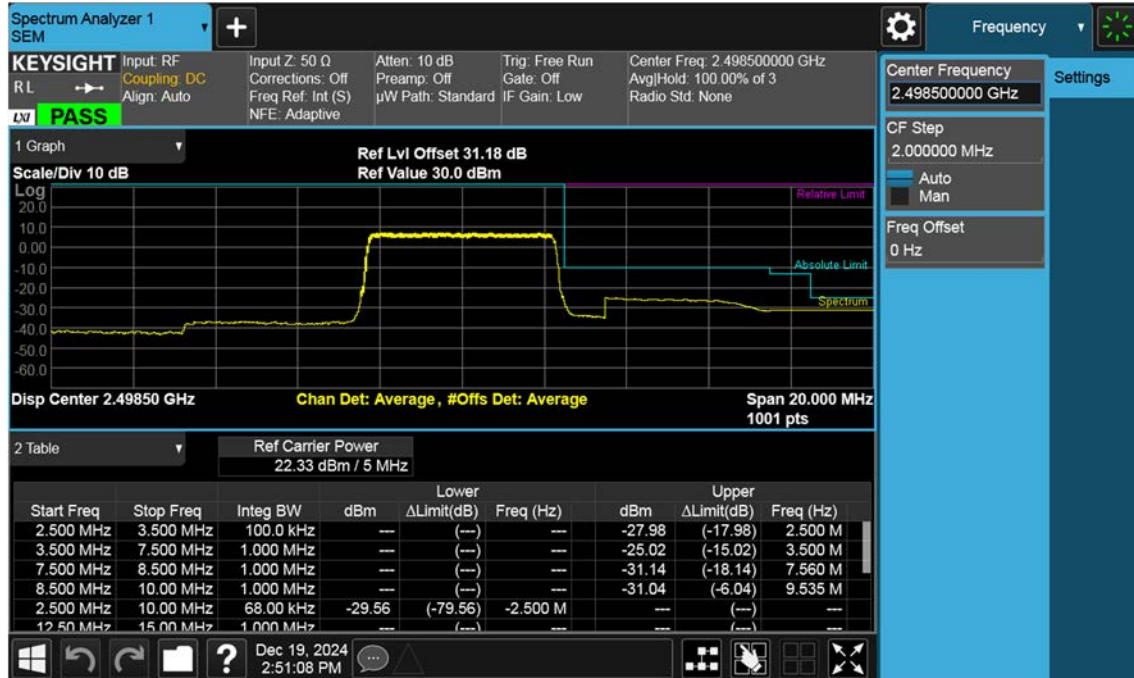 Spectrum Analyzer 1
SEM
+
Frequency
KEYSIGHT
Input: RF
Coupling: DC
Align: Auto
Input Z: 50 Ω
Corrections: Off
Freq Ref: Int (S)
NFE: Adaptive
Atten: 10 dB
Preamp: Off
µW Path: Standard
Trig: Free Run
Gate: Off
IF Gain: Low
Center Freq: 2.498500000 GHz
Avg|Hold: 100.00% of 3
Radio Std: None
R L
LXI
PASS
Center Frequency
2.498500000 GHz
Settings
CF Step
2.000000 MHz
Auto
Man
Freq Offset
0 Hz
1 Graph
Scale/Div 10 dB
Ref Lvl Offset 31.18 dB
Ref Value 30.0 dBm
Log
20.0
10.0
0.00
-10.0
-20.0
-30.0
-40.0
-50.0
-60.0
Relative Limit
Absolute Limit
Spectrum
Disp Center 2.49850 GHz
Chan Det: Average, #Offs Det: Average
Span 20.000 MHz
1001 pts
2 Table
Ref Carrier Power
22.33 dBm / 5 MHz
Lower Upper
Start Freq Stop Freq Integ BW dBm ΔLimit(dB) Freq (Hz) dBm ΔLimit(dB) Freq (Hz)
2.500 MHz 3.500 MHz 100.0 kHz --- (---) --- -27.98 (-17.98) 2.500 M
3.500 MHz 7.500 MHz 1.000 MHz --- (---) --- -25.02 (-15.02) 3.500 M
7.500 MHz 8.500 MHz 1.000 MHz --- (---) --- -31.14 (-18.14) 7.560 M
8.500 MHz 10.00 MHz 1.000 MHz --- (---) --- -31.04 (-6.04) 9.535 M
2.500 MHz 10.00 MHz 68.00 kHz -29.56 (-79.56) -2.500 M --- (---) ---
12.50 MHz 15.00 MHz 1.000 MHz --- (---) --- --- (---) ---
?
Dec 19, 2024
2:51:08 PM